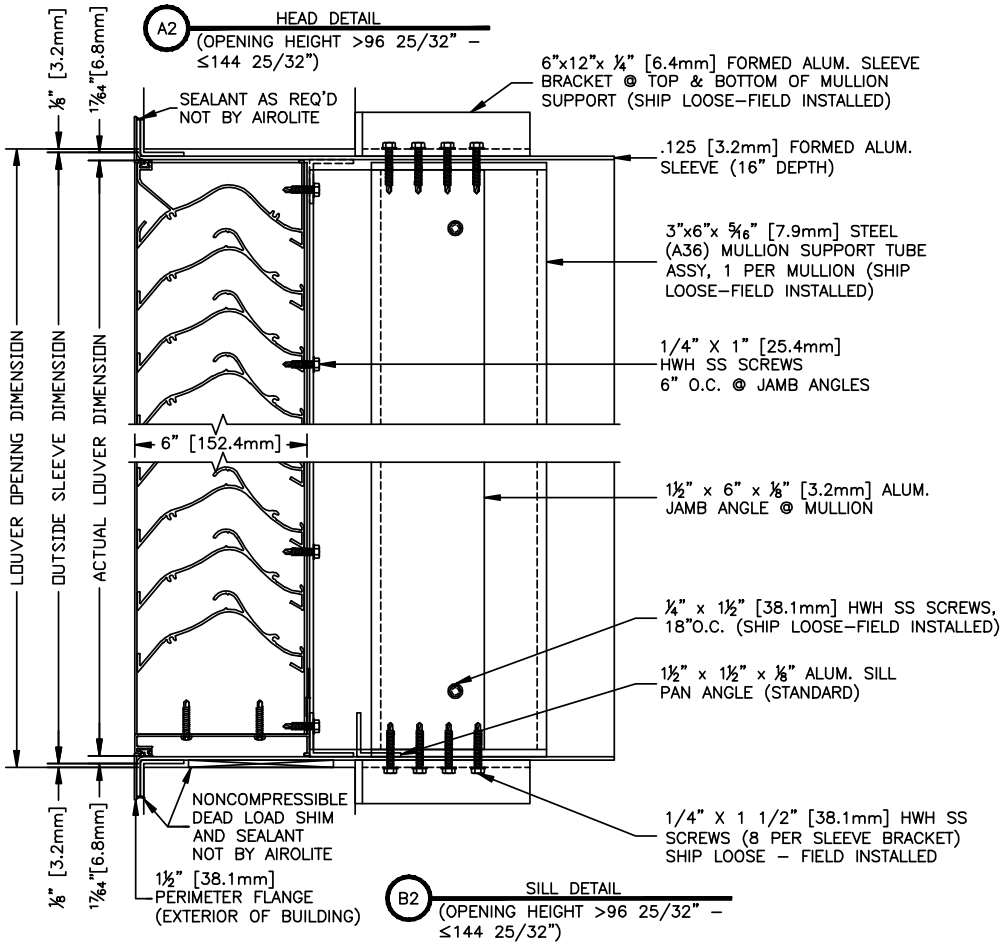 A2
HEAD DETAIL
(OPENING HEIGHT >96 25/32" –
≤144 25/32")
⅛" [3.2mm]
17⁄64"[6.8mm]
SEALANT AS REQ'D
NOT BY AIROLITE
6"x12"x ¼" [6.4mm] FORMED ALUM. SLEEVE
BRACKET @ TOP & BOTTOM OF MULLION
SUPPORT (SHIP LOOSE–FIELD INSTALLED)
.125 [3.2mm] FORMED ALUM.
SLEEVE (16" DEPTH)
3"x6"x 5⁄16" [7.9mm] STEEL
(A36) MULLION SUPPORT TUBE
ASSY, 1 PER MULLION (SHIP
LOOSE–FIELD INSTALLED)
1/4" X 1" [25.4mm]
HWH SS SCREWS
6" O.C. @ JAMB ANGLES
LOUVER OPENING DIMENSION
OUTSIDE SLEEVE DIMENSION
ACTUAL LOUVER DIMENSION
6" [152.4mm]
1½" x 6" x ⅛" [3.2mm] ALUM.
JAMB ANGLE @ MULLION
¼" x 1½" [38.1mm] HWH SS SCREWS,
18"O.C. (SHIP LOOSE–FIELD INSTALLED)
1½" x 1½" x ⅛" ALUM. SILL
PAN ANGLE (STANDARD)
1/4" X 1 1/2" [38.1mm] HWH SS
SCREWS (8 PER SLEEVE BRACKET)
SHIP LOOSE – FIELD INSTALLED
NONCOMPRESSIBLE
DEAD LOAD SHIM
AND SEALANT
NOT BY AIROLITE
⅛" [3.2mm]
17⁄64"[6.8mm]
1½" [38.1mm]
PERIMETER FLANGE
(EXTERIOR OF BUILDING)
B2
SILL DETAIL
(OPENING HEIGHT >96 25/32" –
≤144 25/32")